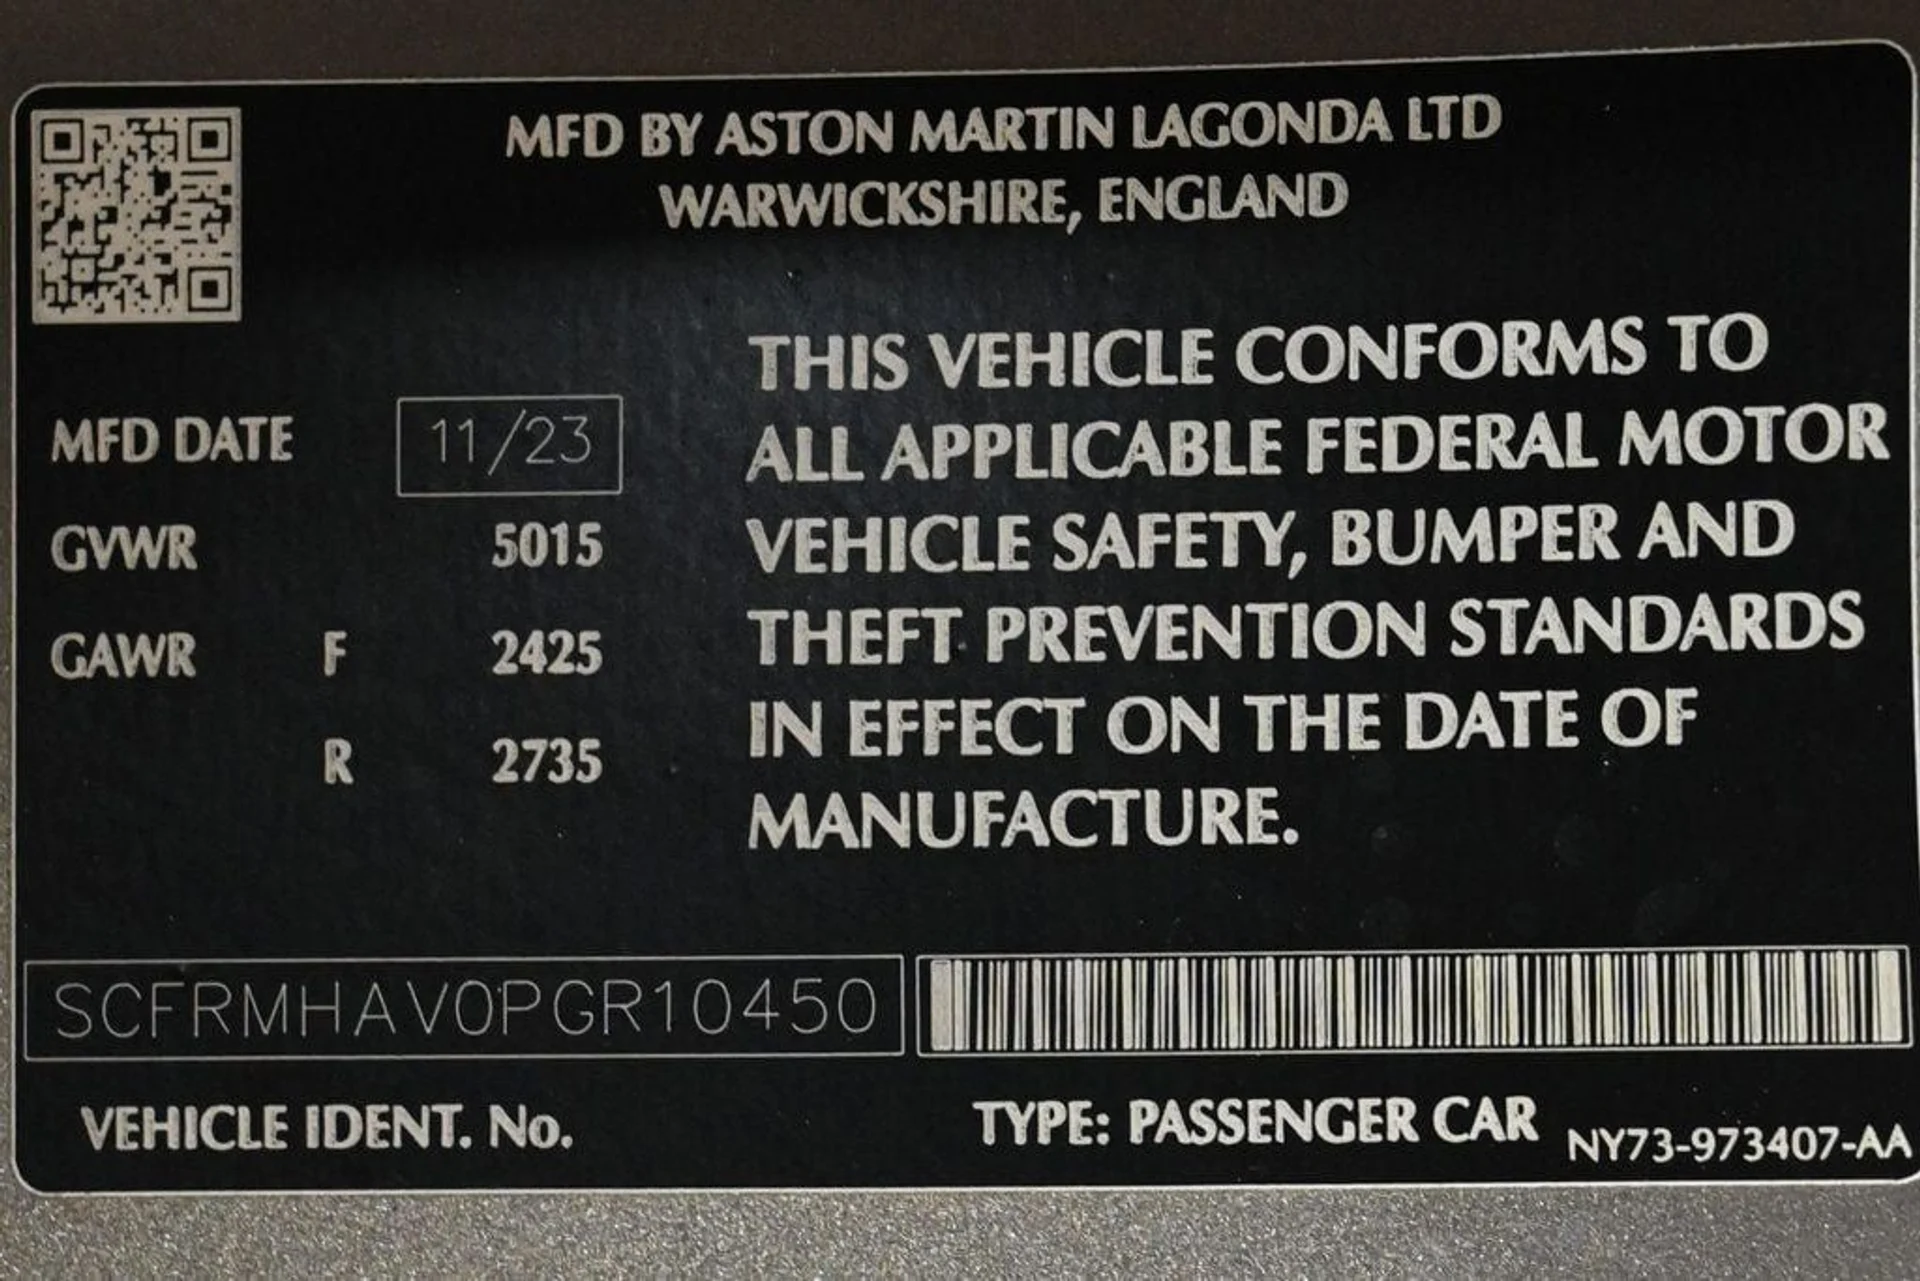 MFD BY ASTON MARTIN LAGONDA LTD
WARWICKSHIRE, ENGLAND
MFD DATE 11/23
GVWR 5015
GAWR F 2425
R 2735
THIS VEHICLE CONFORMS TO
ALL APPLICABLE FEDERAL MOTOR
VEHICLE SAFETY, BUMPER AND
THEFT PREVENTION STANDARDS
IN EFFECT ON THE DATE OF
MANUFACTURE.
SCFRMHAV0PGR10450
VEHICLE IDENT. No.
TYPE: PASSENGER CAR
NY73-973407-AA